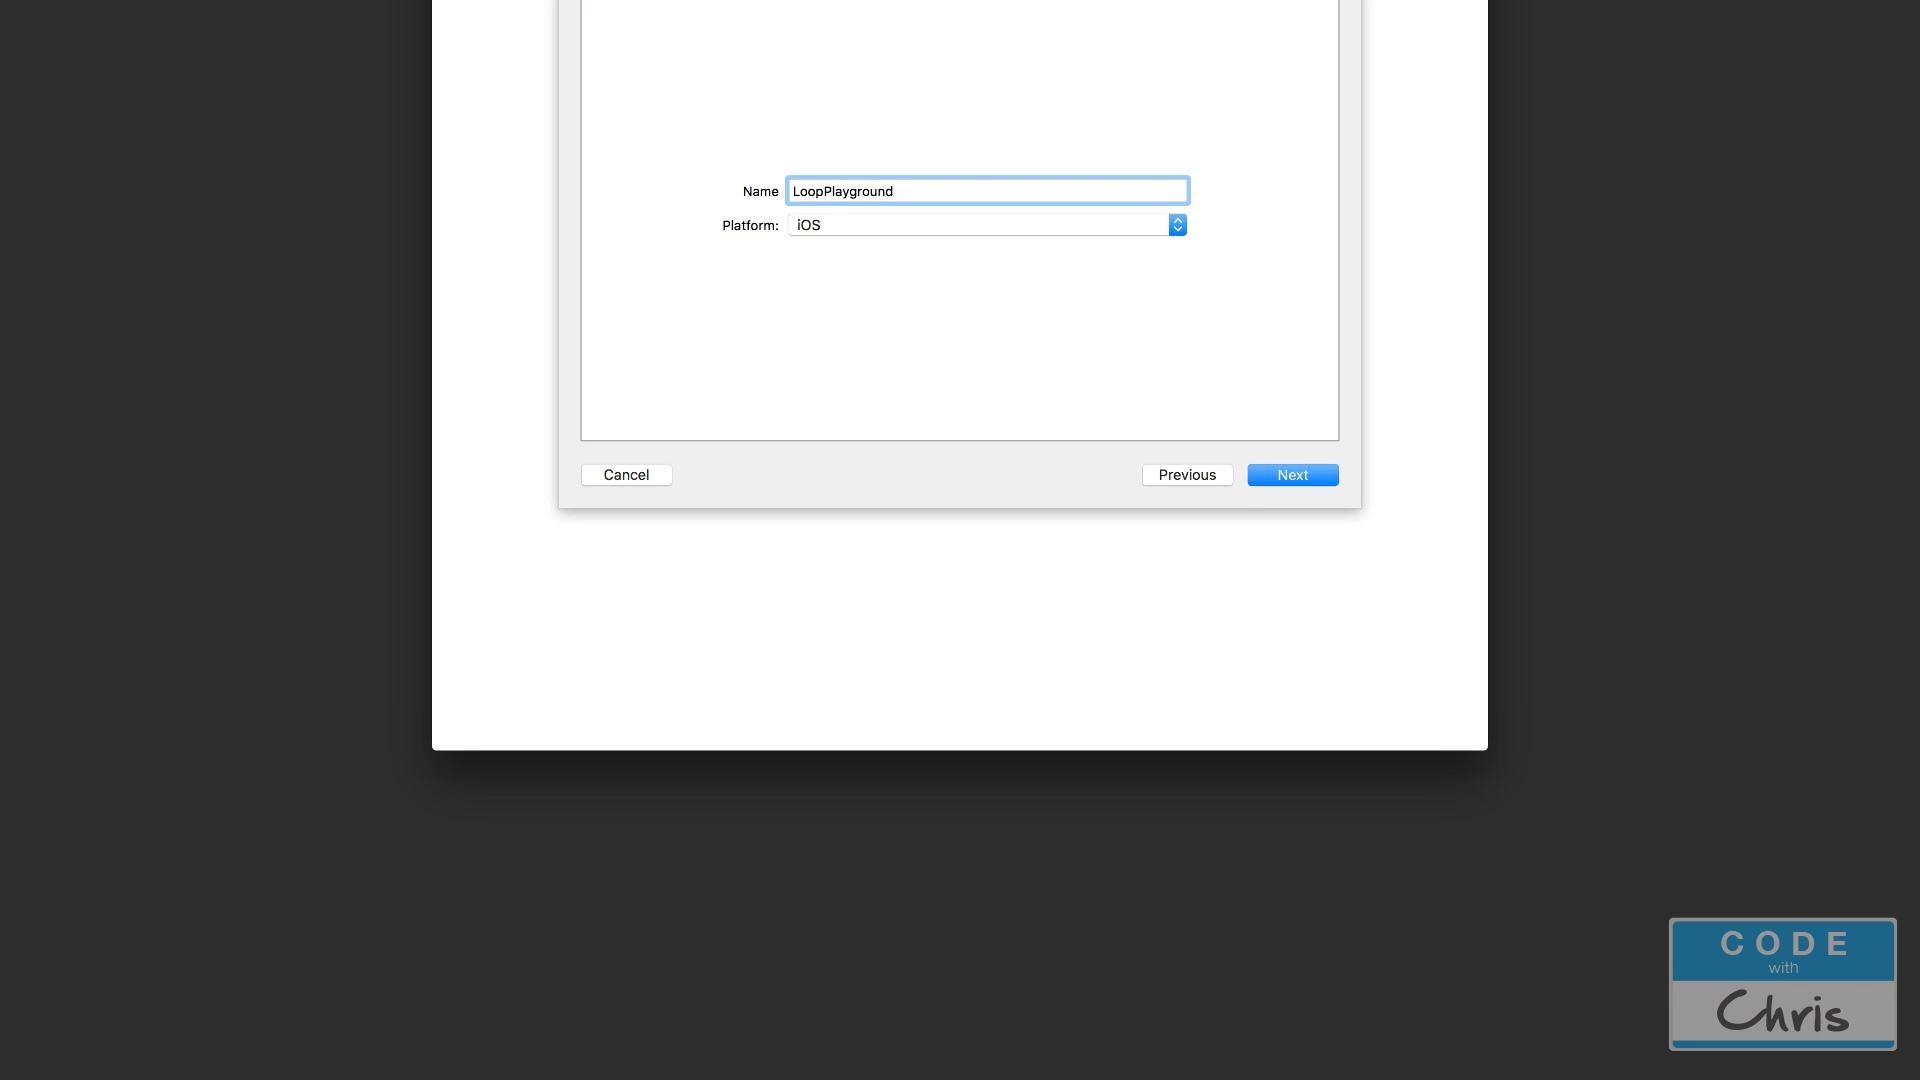 Name LoopPlayground
Platform: iOS
Cancel Previous Next
CODE
with
Chris